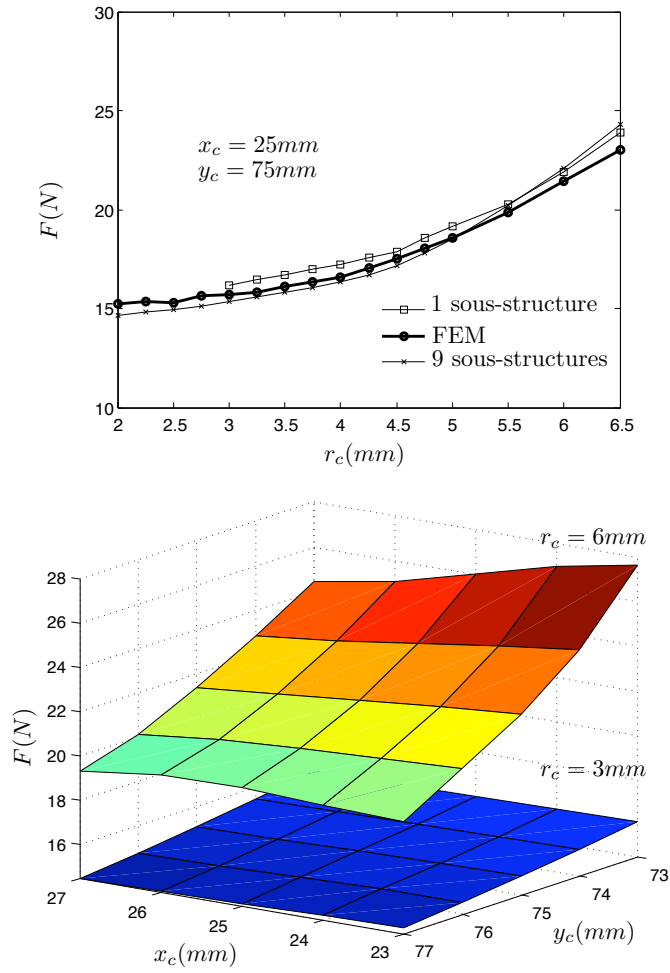 30
25
20
15
10
F(N)
x_c = 25mm
y_c = 75mm
1 sous-structure
FEM
9 sous-structures
2 2.5 3 3.5 4 4.5 5 5.5 6 6.5
r_c(mm)
r_c = 6mm
r_c = 3mm
28
26
24
22
20
18
16
F(N)
27 26 25 24 23
x_c(mm)
77 76 75 74 73
y_c(mm)